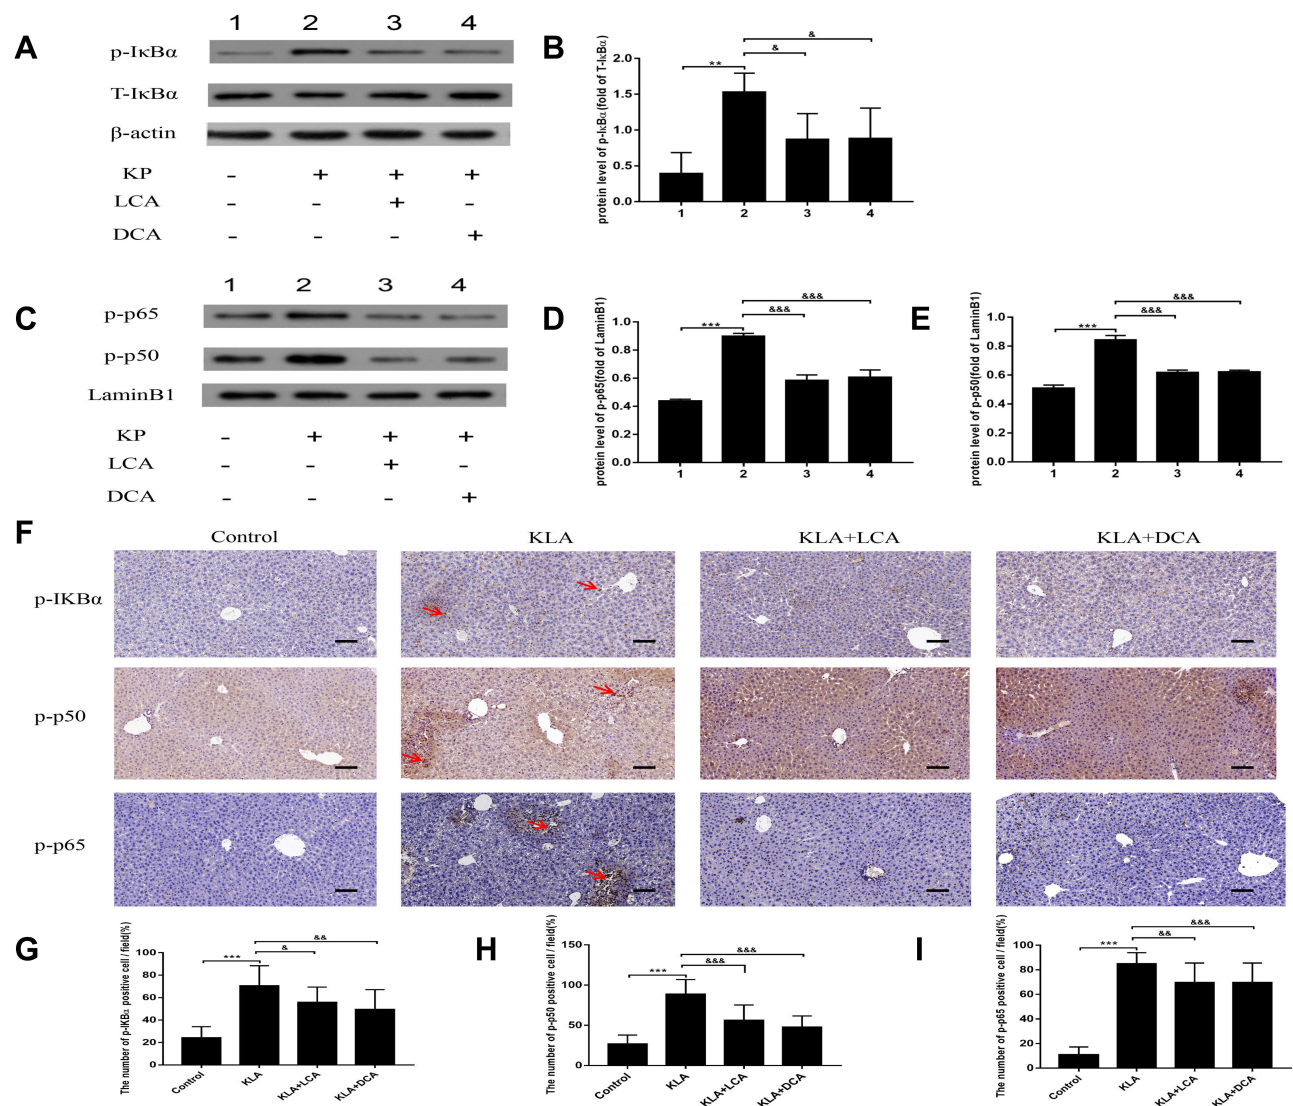 A
1 2 3 4
p-IκBα
T-IκBα
β-actin
KP - + + +
LCA - - + -
DCA - - - +
B
protein level of p-IκBα(fold of T-IκBα)
2.0
1.5
1.0
0.5
0.0
**
&
&
1 2 3 4
C
1 2 3 4
p-p65
p-p50
LaminB1
KP - + + +
LCA - - + -
DCA - - - +
D
protein level of p-p65(fold of LaminB1)
1.0
0.8
0.6
0.4
0.2
0.0
***
&&&
&&&
1 2 3 4
E
protein level of p-p50(fold of LaminB1)
1.0
0.8
0.6
0.4
0.2
0.0
***
&&&
&&&
1 2 3 4
F
Control KLA KLA+LCA KLA+DCA
p-IKBα
p-p50
p-p65
G
The number of p-IKBα positive cell / field(%)
100
80
60
40
20
0
***
&
&&
Control KLA KLA+LCA KLA+DCA
H
The number of p-p50 positive cell / field(%)
150
100
50
0
***
&&&
&&&
Control KLA KLA+LCA KLA+DCA
I
The number of p-p65 positive cell / field(%)
100
80
60
40
20
0
***
&&
&&&
Control KLA KLA+LCA KLA+DCA